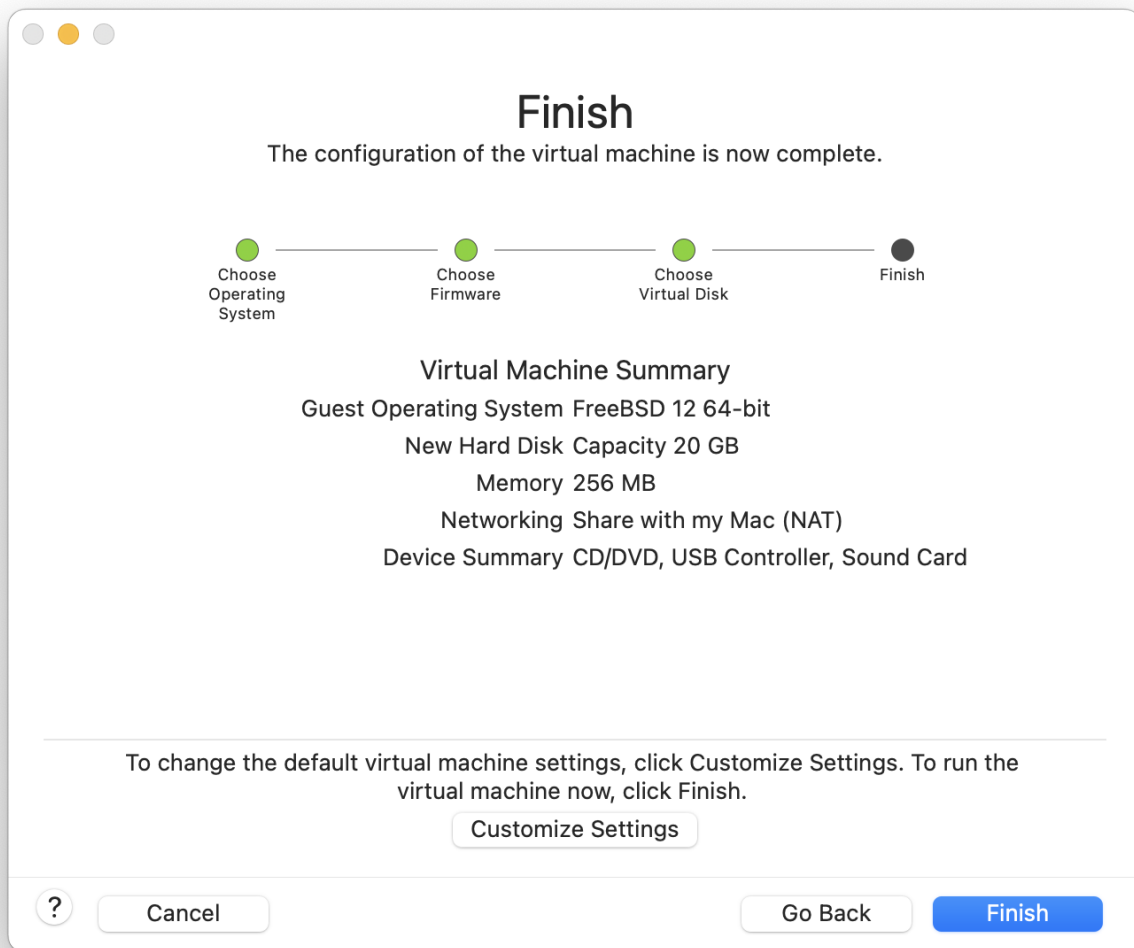 Finish
The configuration of the virtual machine is now complete.
Choose
Operating
System
Choose
Firmware
Choose
Virtual Disk
Finish
Virtual Machine Summary
Guest Operating System FreeBSD 12 64-bit
New Hard Disk Capacity 20 GB
Memory 256 MB
Networking Share with my Mac (NAT)
Device Summary CD/DVD, USB Controller, Sound Card
To change the default virtual machine settings, click Customize Settings. To run the
virtual machine now, click Finish.
Customize Settings
? Cancel Go Back Finish